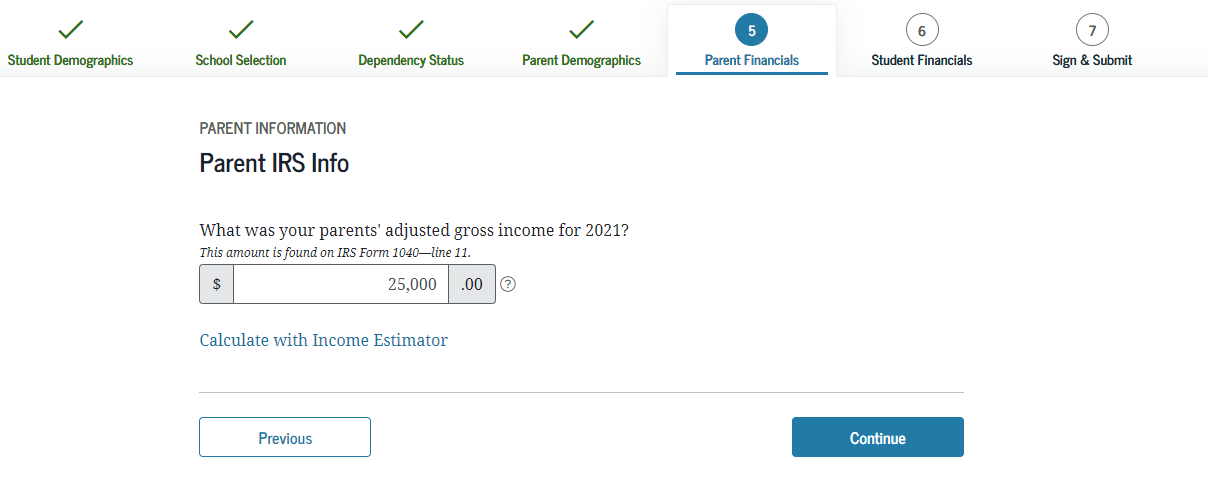 5
6
7
Student Demographics
School Selection
Dependency Status
Parent Demographics
Parent Financials
Student Financials
Sign & Submit
PARENT INFORMATION
Parent IRS Info
What was your parents' adjusted gross income for 2021?
This amount is found on IRS Form 1040—line 11.
$ 25,000 .00 ?
Calculate with Income Estimator
Previous
Continue